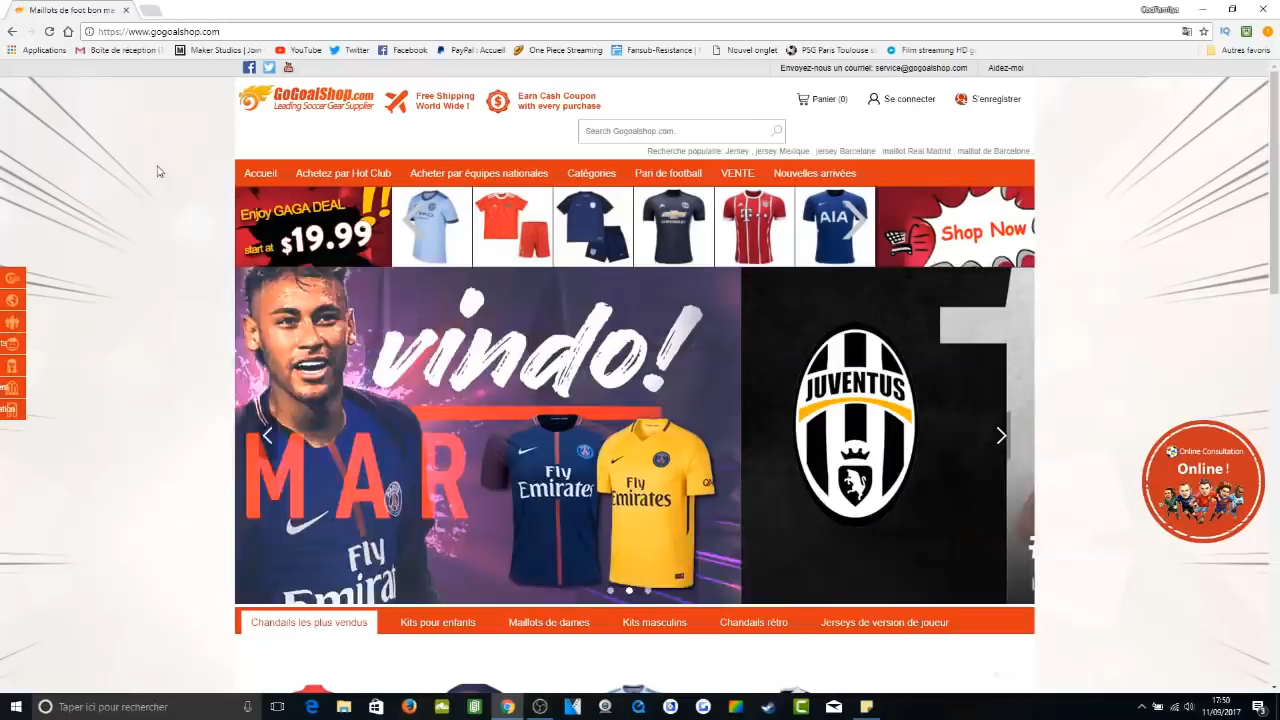 Maillots de foot bon ma
GodFamilya
https://www.gogoalshop.com
Applications
Boîte de réception (1
Maker Studios | Join
YouTube
Twitter
Facebook
PayPal : Accueil
One Piece Streaming
Fansub-Resistance | S
Nouvel onglet
PSG Paris Toulouse st
Film streaming HD g
Autres favoris
Envoyez-nous un courriel: service@gogoalshop.com
Aidez-moi
GoGoalShop.com
Leading Soccer Gear Supplier
Free Shipping
World Wide !
Earn Cash Coupon
with every purchase
Panier (0)
Se connecter
S'enregistrer
Search Gogoalshop.com.
Recherche populaire: Jersey , jersey Mexique , jersey Barcelone maillot Real Madrid , maillot de Barcelone ,
Accueil
Achetez par Hot Club
Acheter par équipes nationales
Catégories
Pari de football
VENTE
Nouvelles arrivées
Enjoy GAGA DEAL !!
start at $19.99
CHEVROLET
AIA
Shop Now
vindo!
MAR
Fly
Emirat
Fly
Emirates
Fly
Emirates
JUVENTUS
Online Consultation
Online !
Chandails les plus vendus
Kits pour enfants
Maillots de dames
Kits masculins
Chandails rétro
Jerseys de version de joueur
Taper ici pour rechercher
17:50
11/09/2017